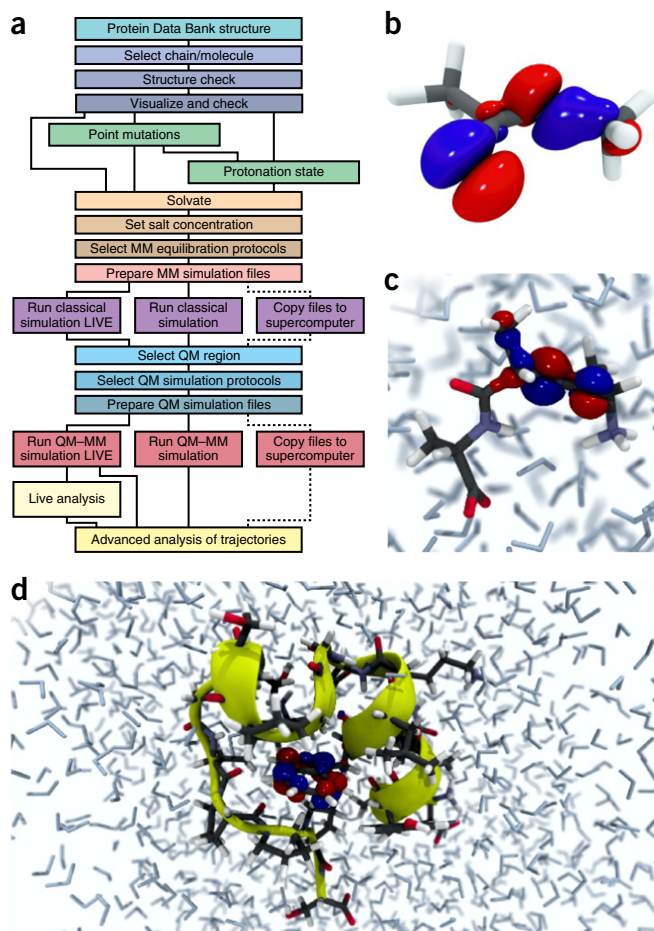 a
b
Protein Data Bank structure
Select chain/molecule
Structure check
Visualize and check
Point mutations
Protonation state
Solvate
Set salt concentration
Select MM equilibration protocols
Prepare MM simulation files
Run classical
simulation LIVE
Run classical
simulation
Copy files to
supercomputer
Select QM region
Select QM simulation protocols
Prepare QM simulation files
Run QM–MM
simulation LIVE
Run QM–MM
simulation
Copy files to
supercomputer
Live analysis
Advanced analysis of trajectories
c
d